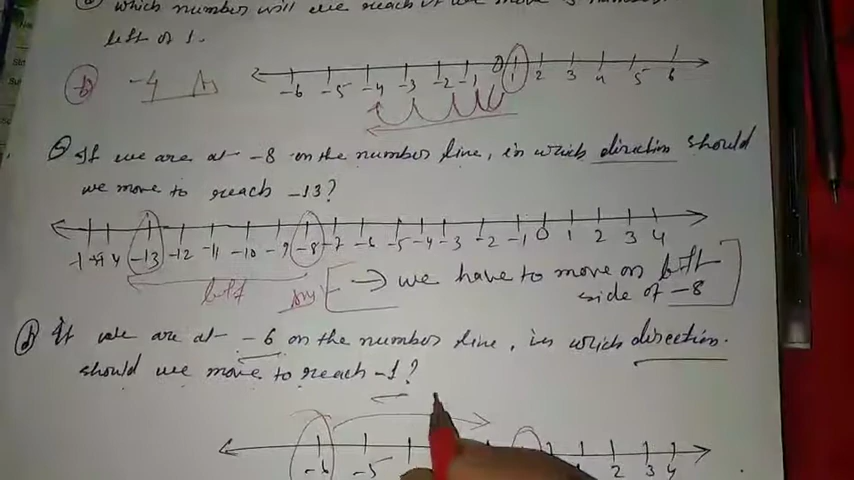 which number will we reach if we move 5 numbers
left of 1.
(b) -4 Ans
-6 -5 -4 -3 -2 -1 0 1 2 3 4 5 6
(c) If we are at -8 on the number line, in which direction should
we move to reach -13?
-13 -12 -11 -10 -9 -8 -7 -6 -5 -4 -3 -2 -1 0 1 2 3 4
left Ans → we have to move on left
side of -8
(d) If we are at -6 on the number line, in which direction.
should we move to reach -1?
-6 -5 1 2 3 4